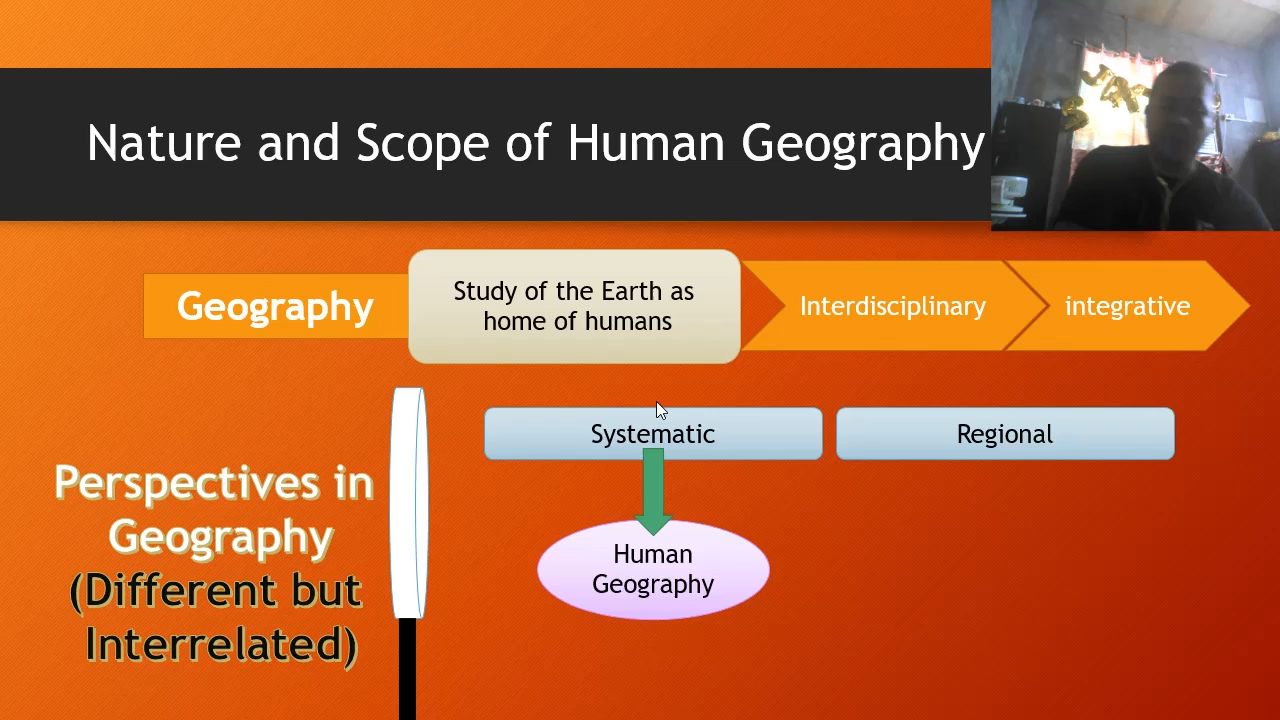 Nature and Scope of Human Geography
Geography
Study of the Earth as
home of humans
Interdisciplinary
integrative
Perspectives in
Geography
(Different but
Interrelated)
Systematic
Regional
Human
Geography